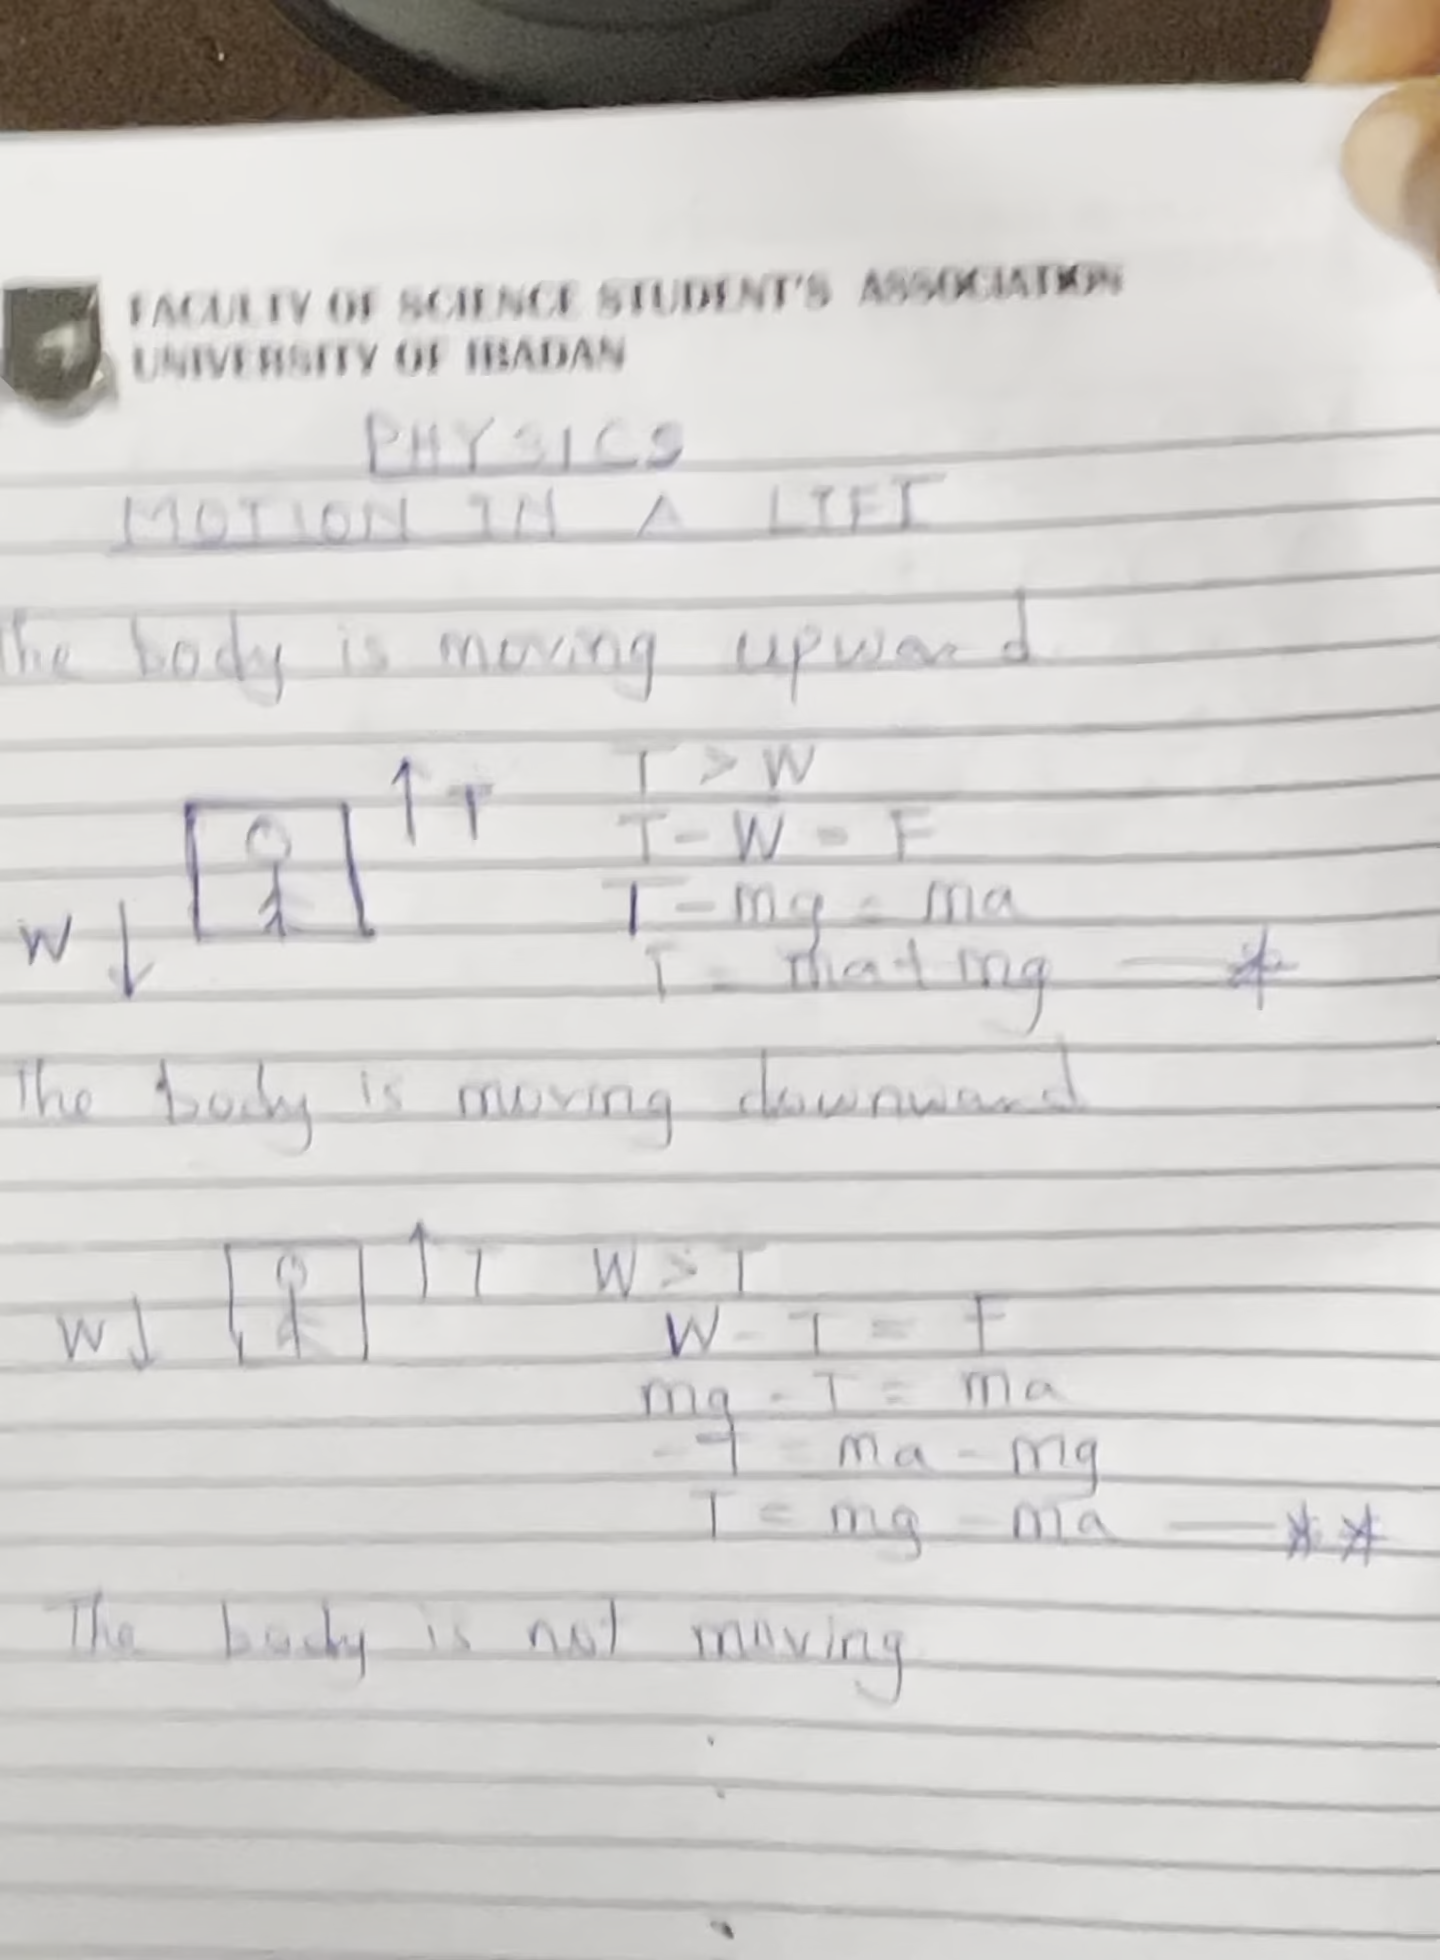 FACULTY OF SCIENCE STUDENT'S ASSOCIATION
UNIVERSITY OF IBADAN
PHYSICS
MOTION IN A LIFT
The body is moving upward
T > W
↑ T
T - W = F
W ↓
T - mg = ma
T = ma + mg — *
The body is moving downward
↑ T
W > T
W ↓
W - T = F
mg - T = ma
- T = ma - mg
T = mg - ma — **
The body is not moving